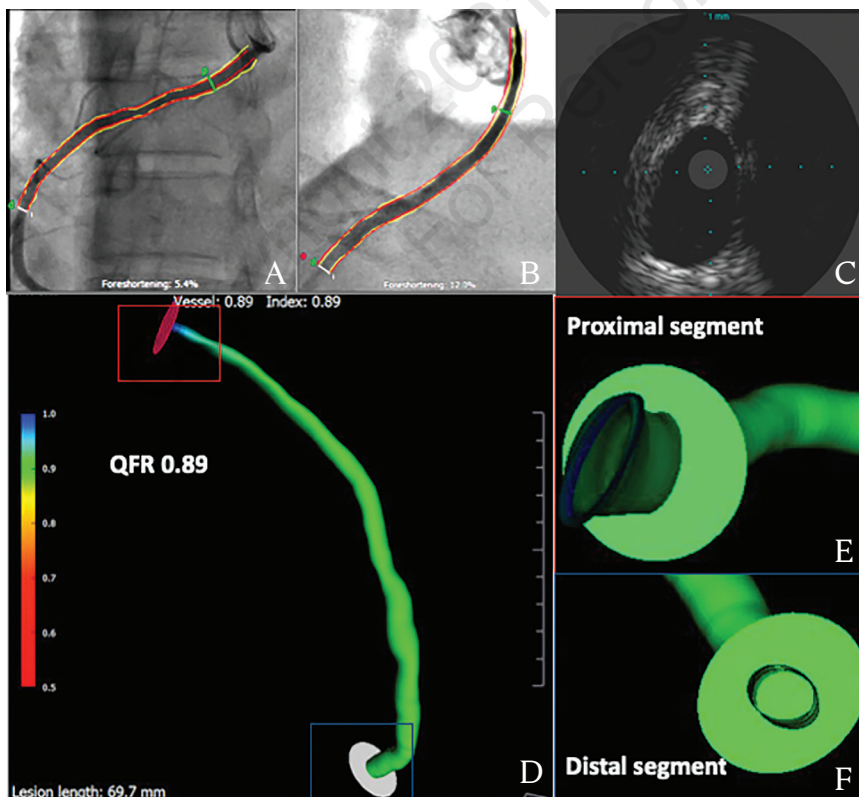 1 mm
A
Foreshortening: 5.4%
B
Foreshortening: 12.0%
C
Vessel: 0.89 Index: 0.89
1.0
0.9
0.8
0.7
0.6
0.5
QFR 0.89
D
Lesion length: 69.7 mm
Proximal segment
E
Distal segment
F